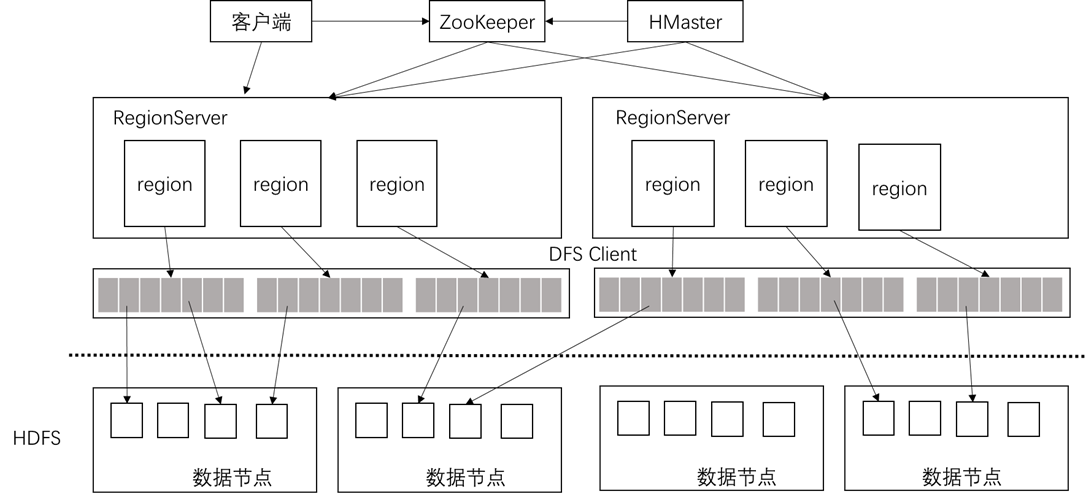 客户端
ZooKeeper
HMaster
RegionServer
RegionServer
region
region
region
region
region
region
DFS Client
HDFS
数据节点
数据节点
数据节点
数据节点